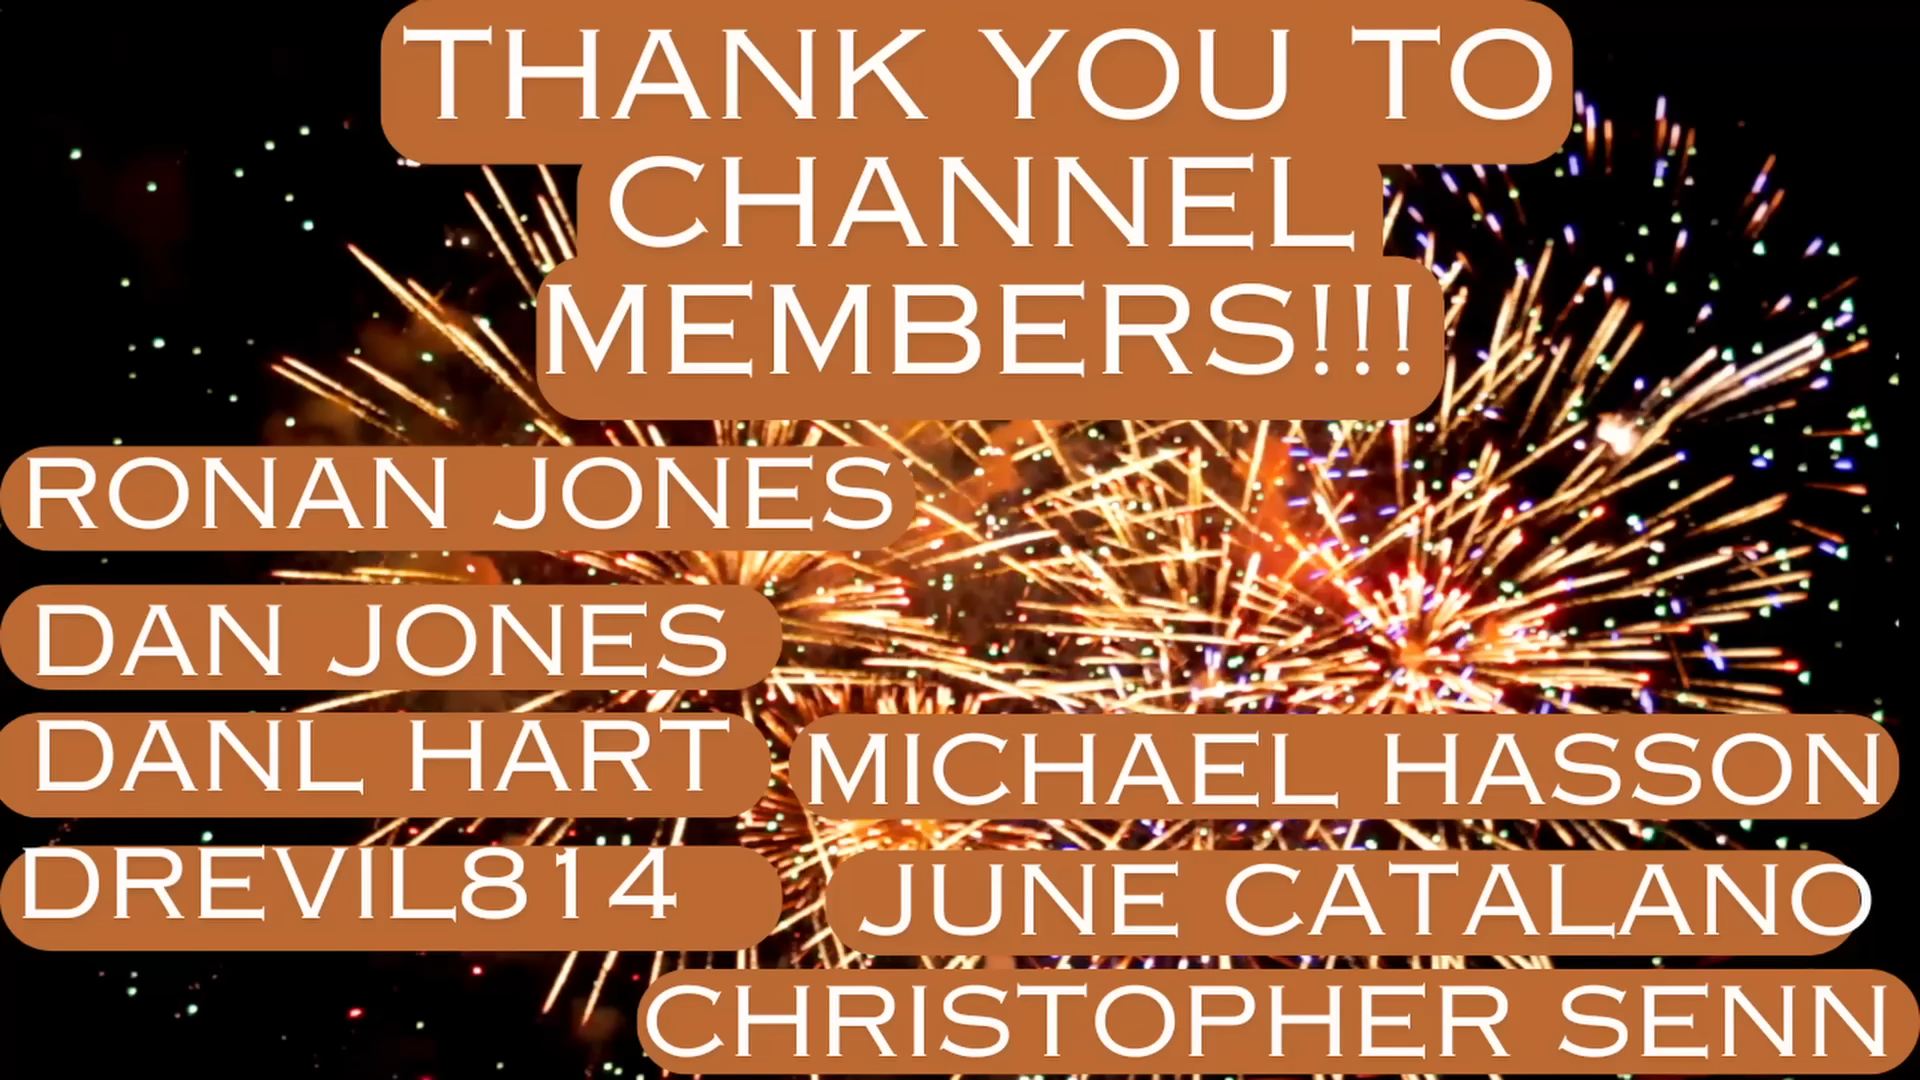 THANK YOU TO
CHANNEL
MEMBERS!!!
RONAN JONES
DAN JONES
DANL HART
MICHAEL HASSON
DREVIL814
JUNE CATALANO
CHRISTOPHER SENN